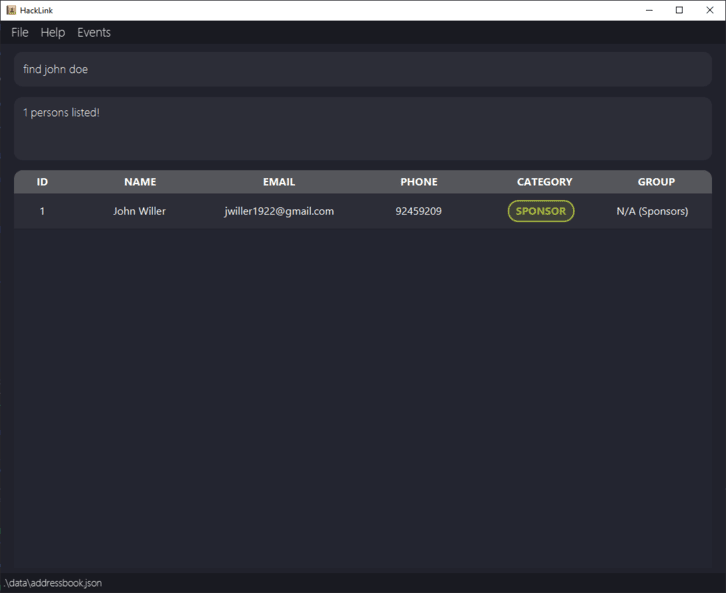 HackLink
File Help Events
find john doe
1 persons listed!
ID NAME EMAIL PHONE CATEGORY GROUP
1 John Willer jwiller1922@gmail.com 92459209 SPONSOR N/A (Sponsors)
.\data\addressbook.json